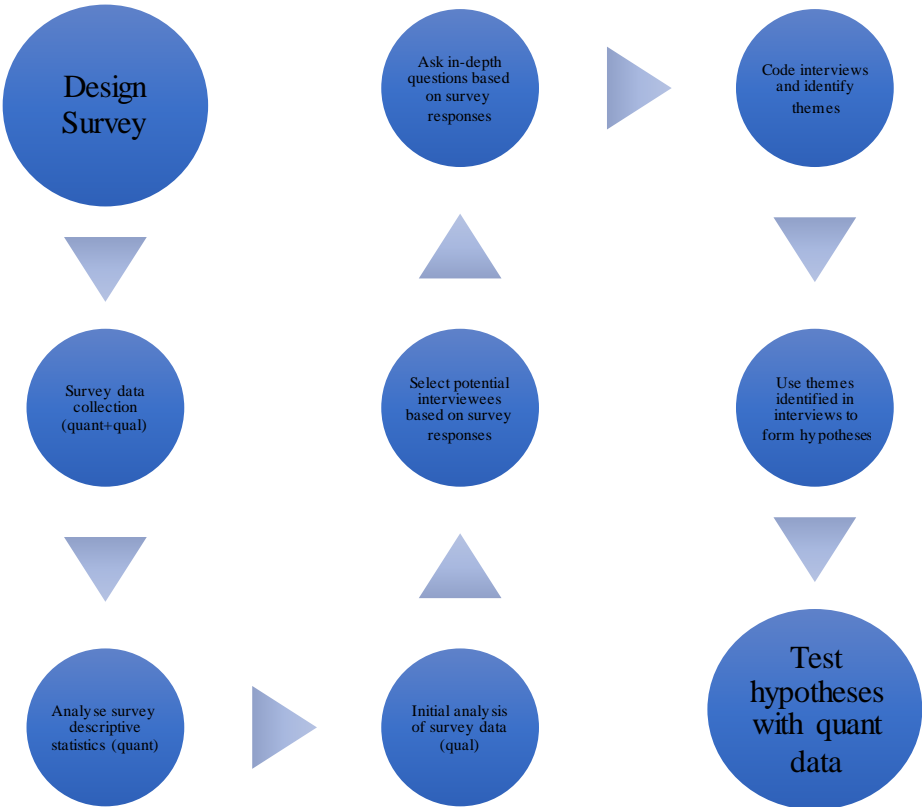 Design
Survey
Survey data
collection
(quant+qual)
Analyse survey
descriptive
statistics (quant)
Initial analysis
of survey data
(qual)
Select potential
interviewees
based on survey
responses
Ask in-depth
questions based
on survey
responses
Code interviews
and identify
themes
Use themes
identified in
interviews to
form hypotheses
Test
hypotheses
with quant
data